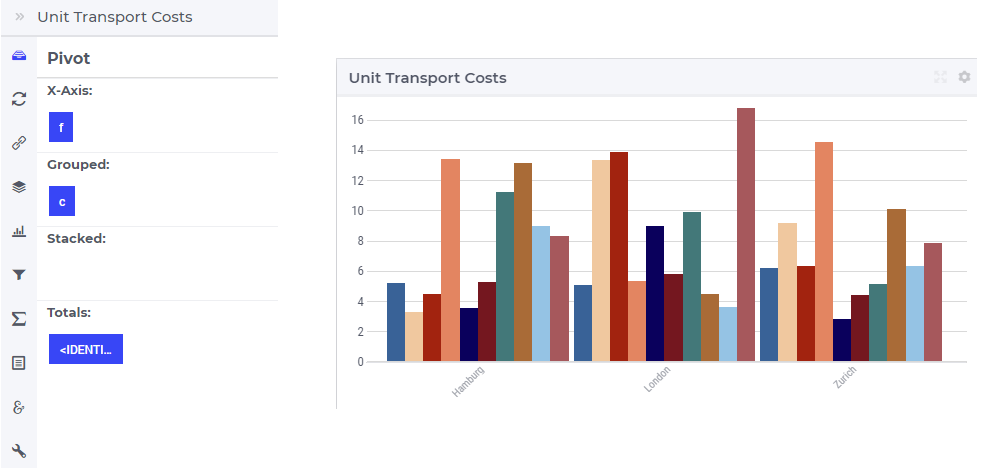 » Unit Transport Costs
Pivot
X-Axis:
f
Grouped:
c
Stacked:
Totals:
<IDENTI...
Unit Transport Costs
16
14
12
10
8
6
4
2
0
Hamburg
London
Zurich